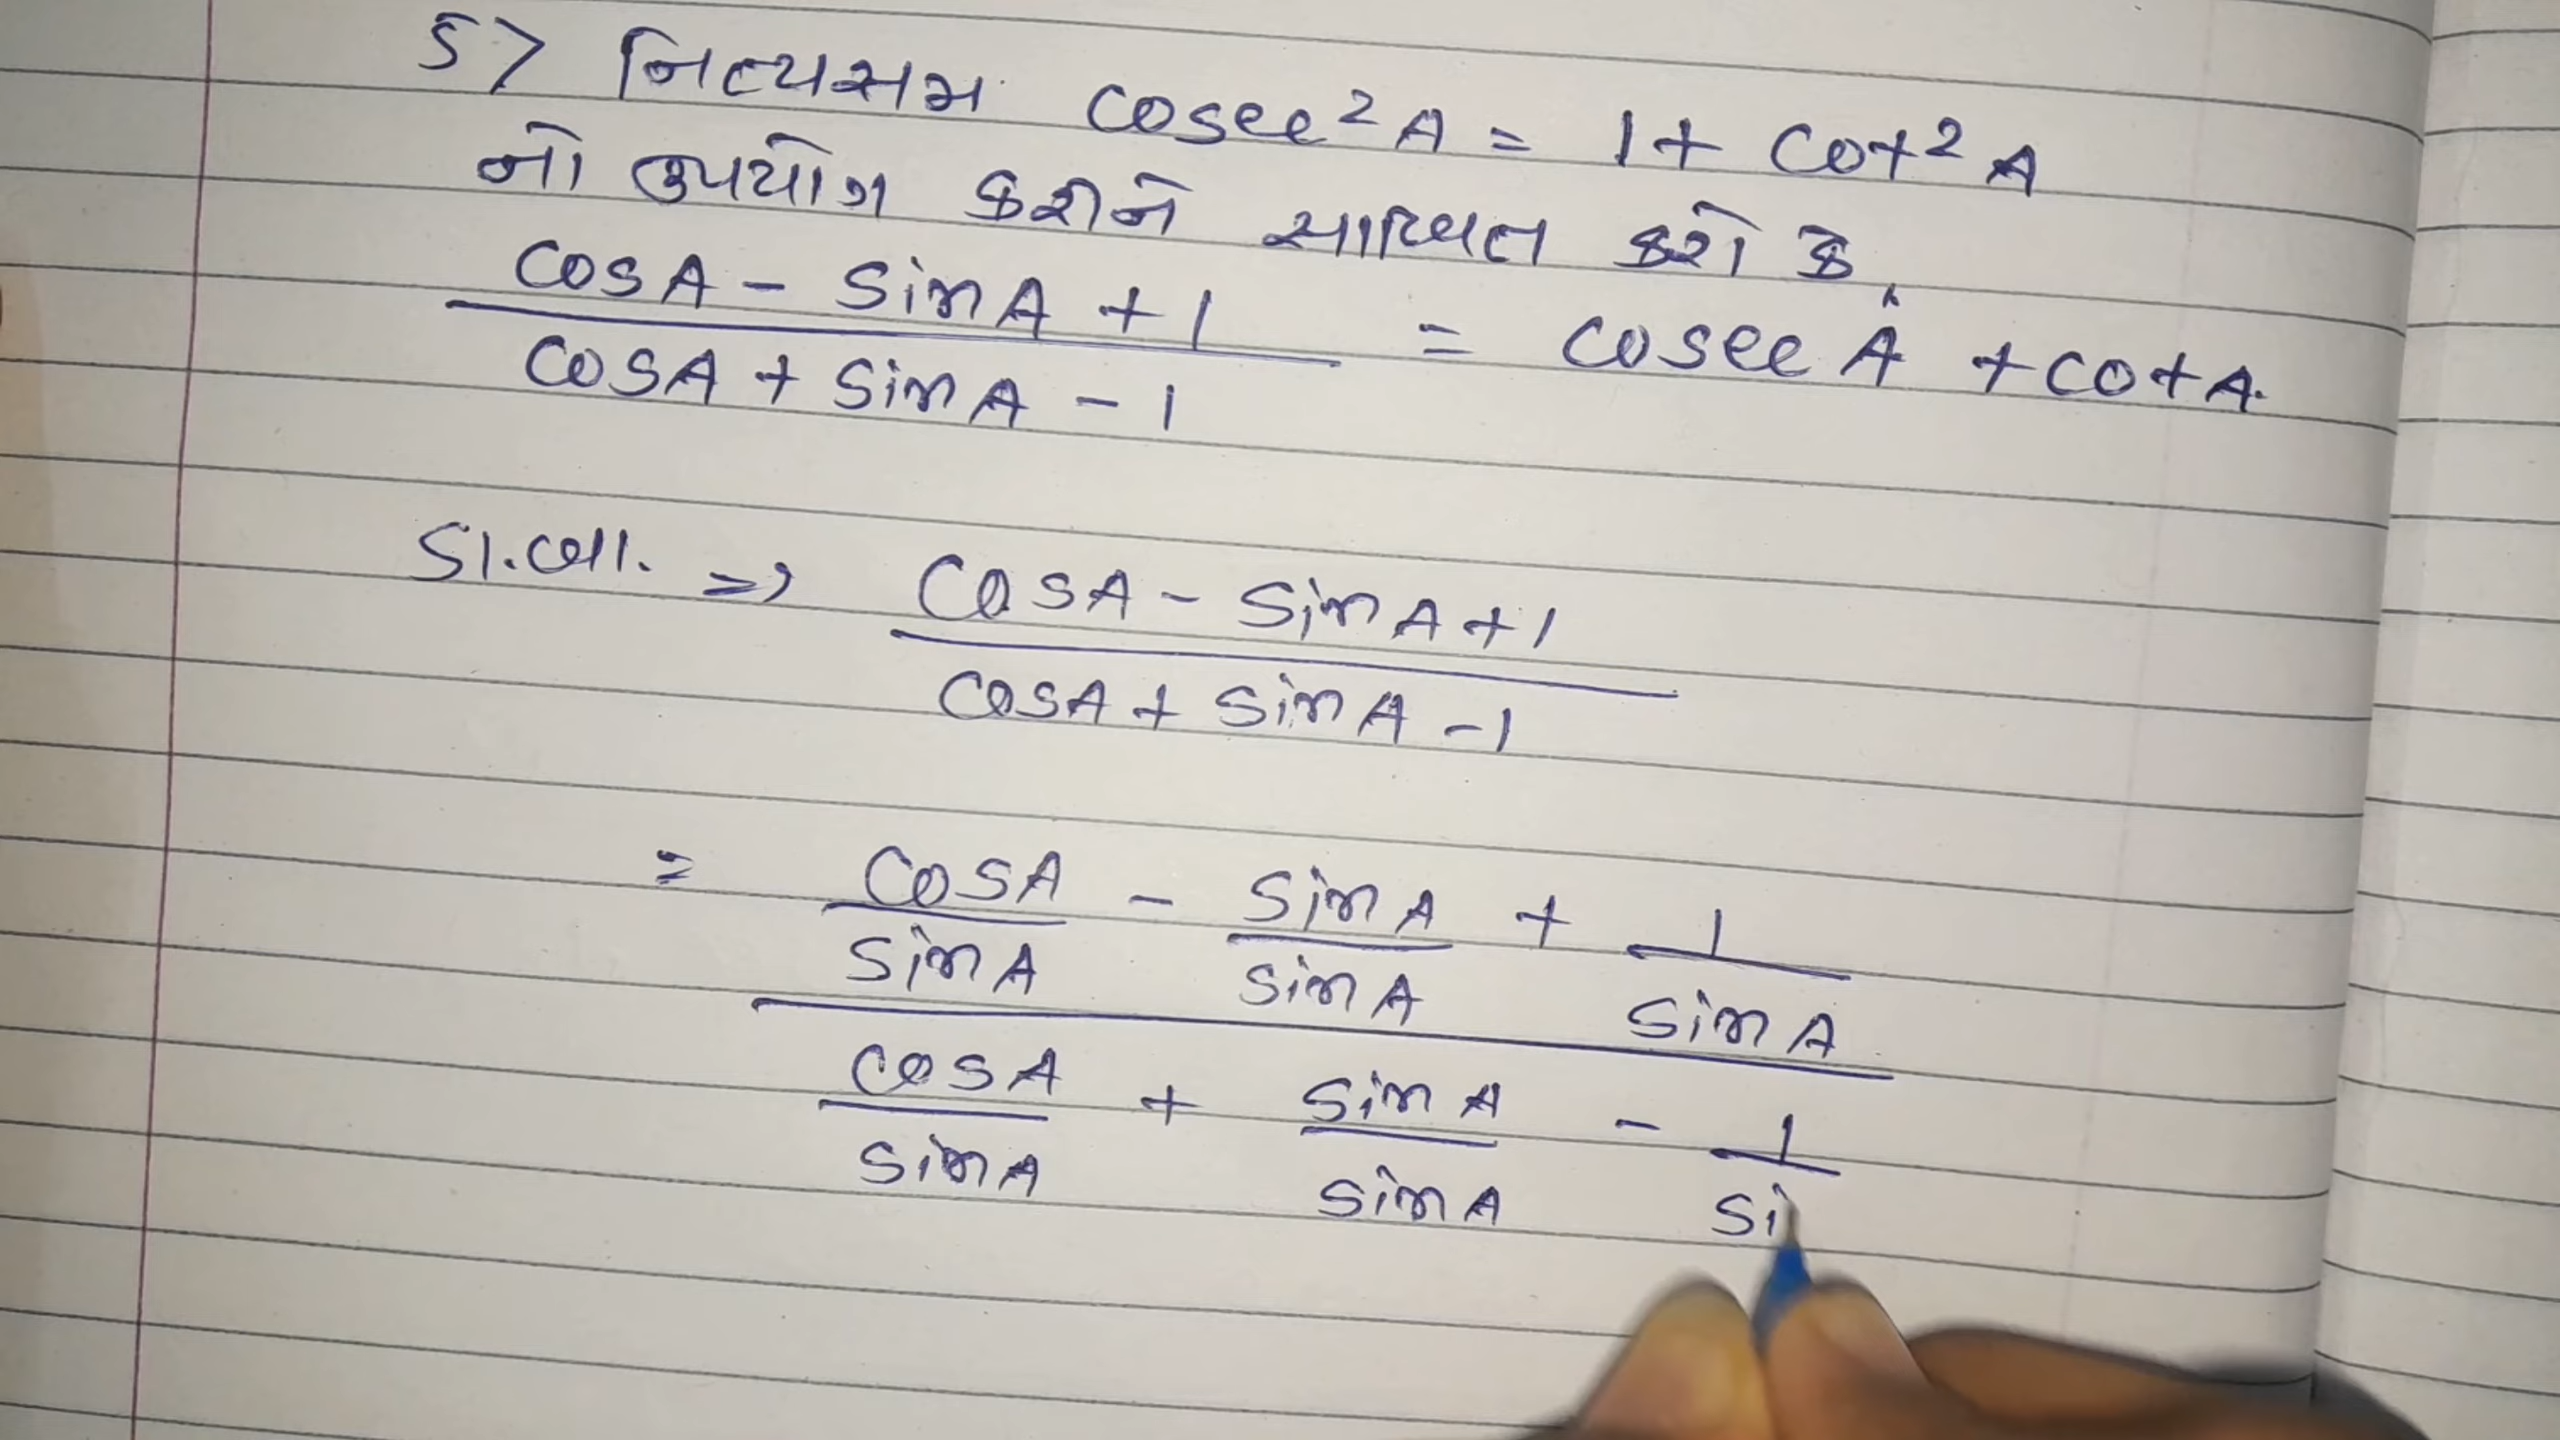 5> નિત્યસમ cosec²A = 1 + cot²A
નો ઉપયોગ કરીને સાબિત કરો કે,
cosA - sinA + 1
cosA + sinA - 1
= cosec A + cotA.
ડા.બા. => cosA - sinA + 1
cosA + sinA - 1
= cosA - sinA + 1
sinA sinA sinA
cosA + sinA - 1
sinA sinA si